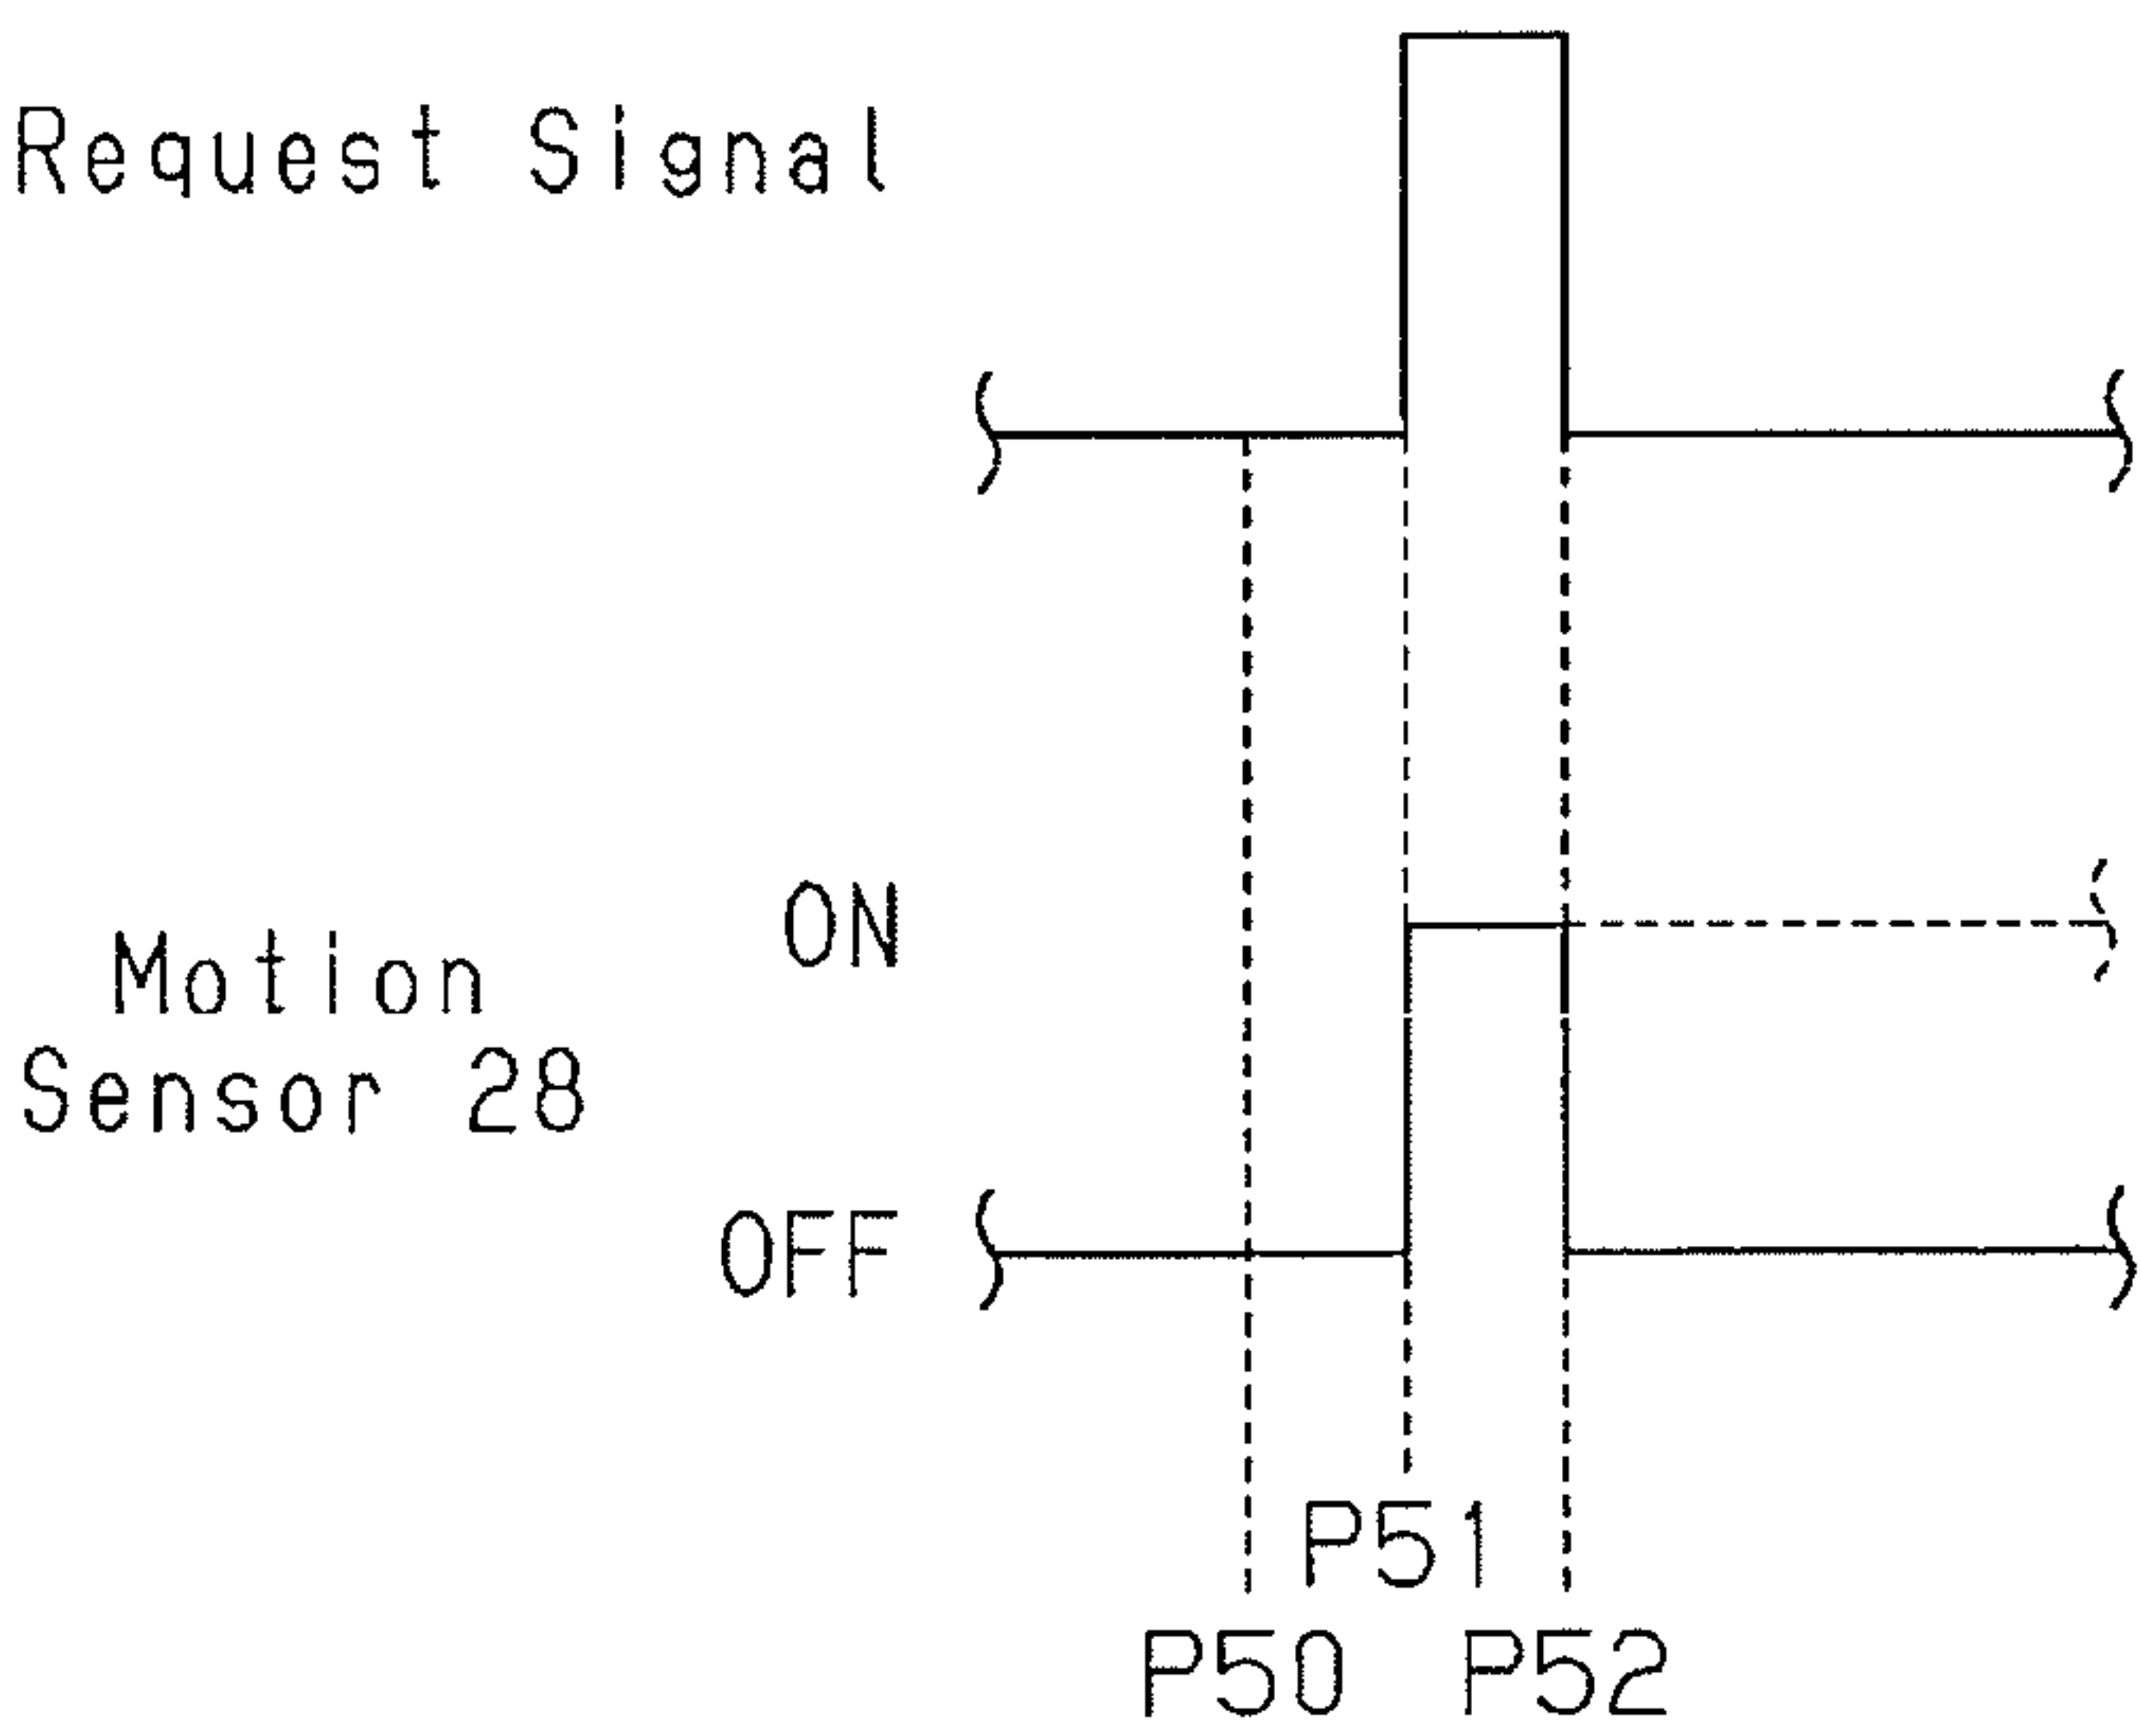 Request Signal
ON
Motion
Sensor 28
OFF
P51
P50 P52